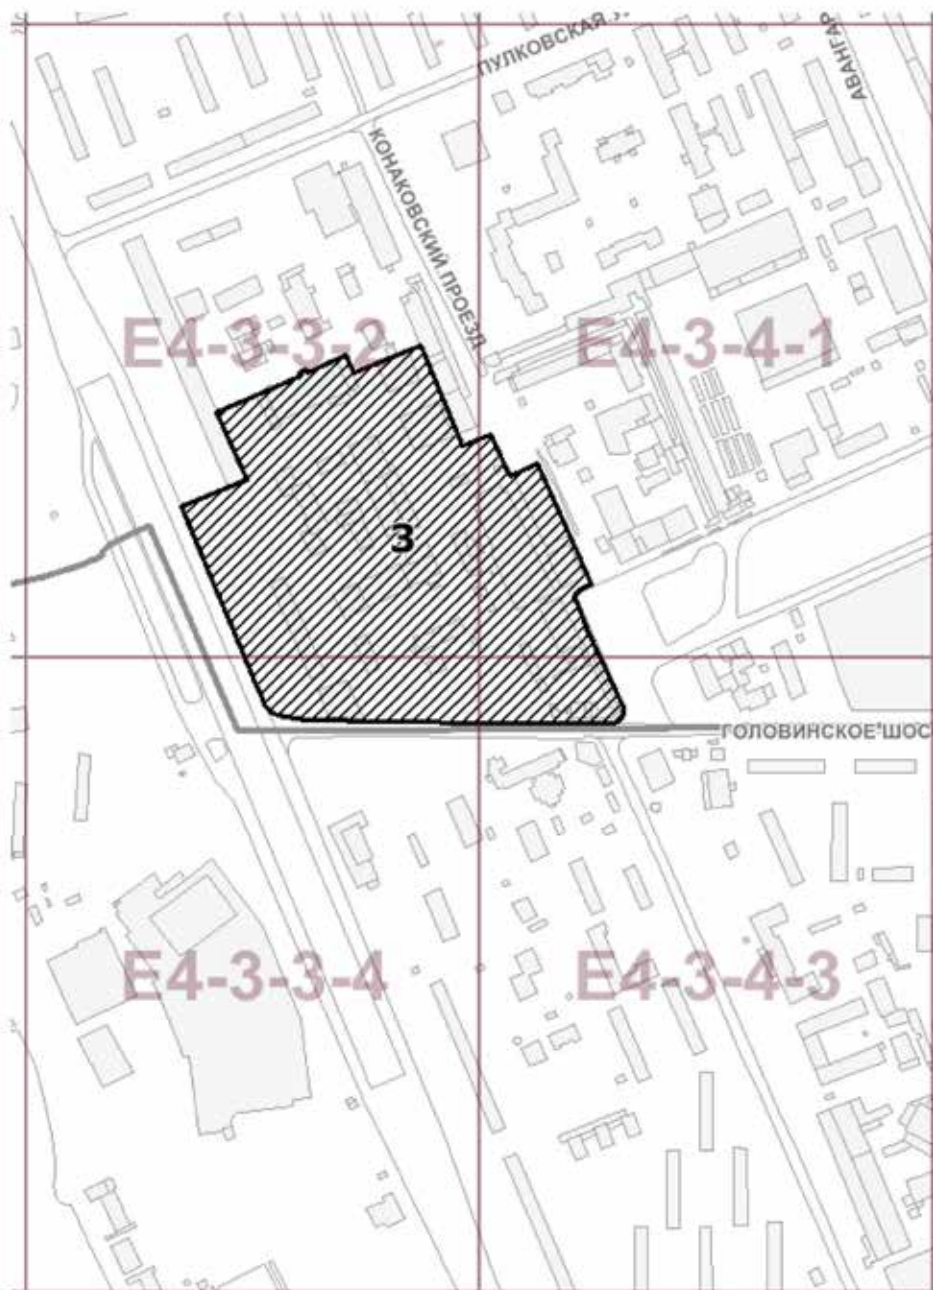 ПУЛКОВСКАЯ
АВАНГАР
КОНАКОВСКИЙ ПРОЕЗД
Е4-3-3-2
Е4-3-4-1
3
ГОЛОВИНСКОЕ ШОС
Е4-3-3-4
Е4-3-4-3